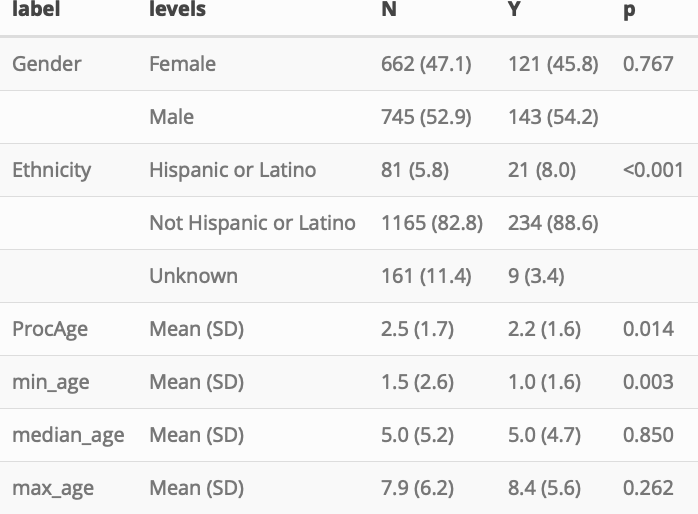 label levels N Y p
Gender Female 662 (47.1) 121 (45.8) 0.767
Male 745 (52.9) 143 (54.2)
Ethnicity Hispanic or Latino 81 (5.8) 21 (8.0) <0.001
Not Hispanic or Latino 1165 (82.8) 234 (88.6)
Unknown 161 (11.4) 9 (3.4)
ProcAge Mean (SD) 2.5 (1.7) 2.2 (1.6) 0.014
min_age Mean (SD) 1.5 (2.6) 1.0 (1.6) 0.003
median_age Mean (SD) 5.0 (5.2) 5.0 (4.7) 0.850
max_age Mean (SD) 7.9 (6.2) 8.4 (5.6) 0.262